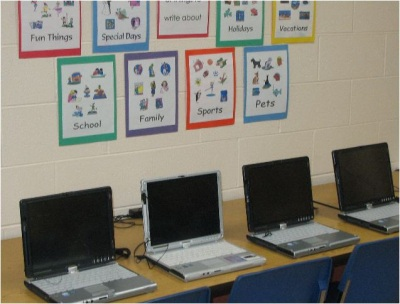 Fun Things
Special Days
write about
Holidays
Vacations
School
Family
Sports
Pets